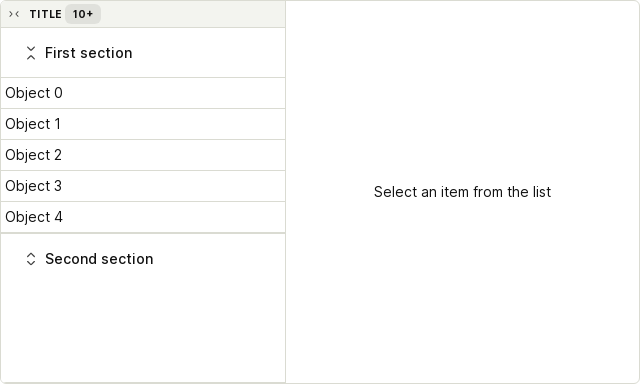 TITLE 10+
First section
Object 0
Object 1
Object 2
Object 3
Object 4
Second section
Select an item from the list